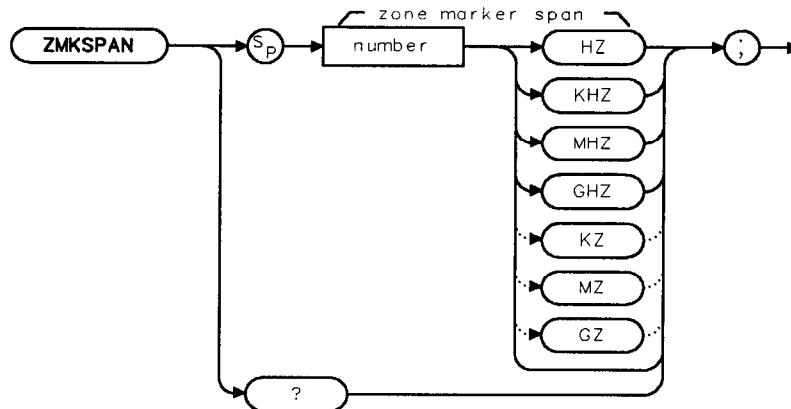 zone marker span
ZMKSPAN
Sp
number
HZ
;
KHZ
MHZ
GHZ
KZ
MZ
GZ
?